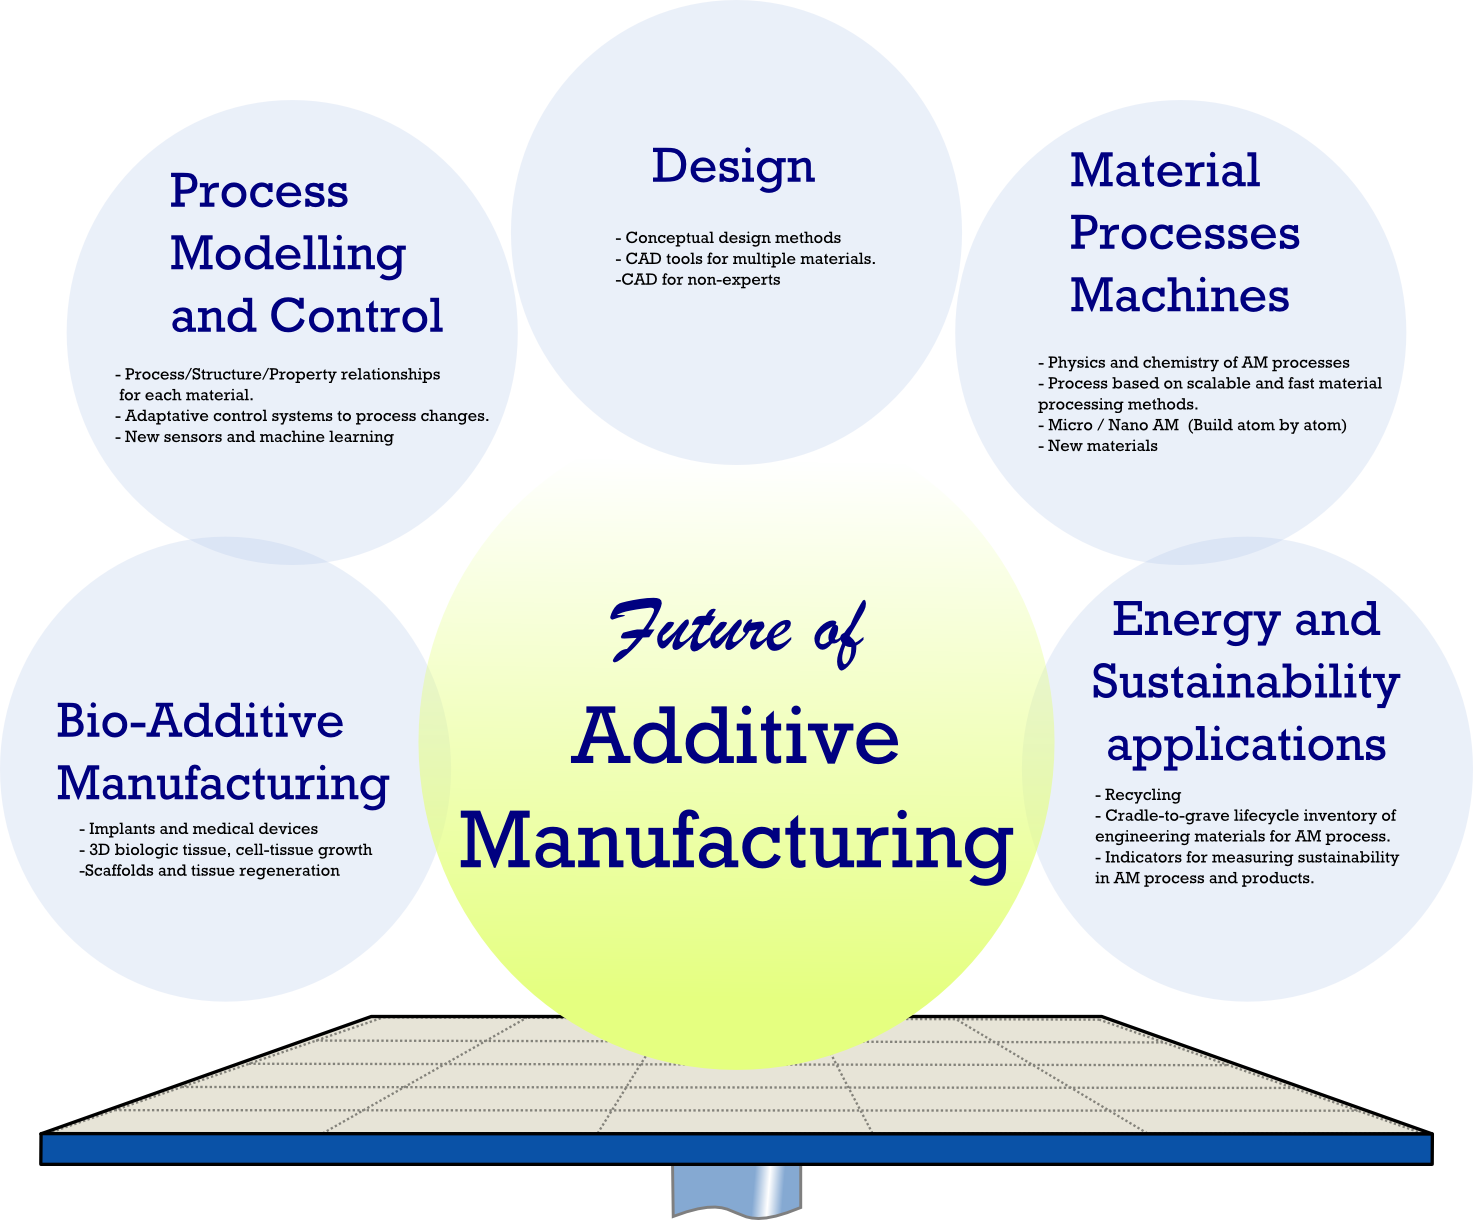 Design
- Conceptual design methods
- CAD tools for multiple materials.
-CAD for non-experts
Process
Modelling
and Control
- Process/Structure/Property relationships
for each material.
- Adaptative control systems to process changes.
- New sensors and machine learning
Material
Processes
Machines
- Physics and chemistry of AM processes
- Process based on scalable and fast material
processing methods.
- Micro / Nano AM (Build atom by atom)
- New materials
Bio-Additive
Manufacturing
- Implants and medical devices
- 3D biologic tissue, cell-tissue growth
-Scaffolds and tissue regeneration
Future of
Additive
Manufacturing
Energy and
Sustainability
applications
- Recycling
- Cradle-to-grave lifecycle inventory of
engineering materials for AM process.
- Indicators for measuring sustainability
in AM process and products.